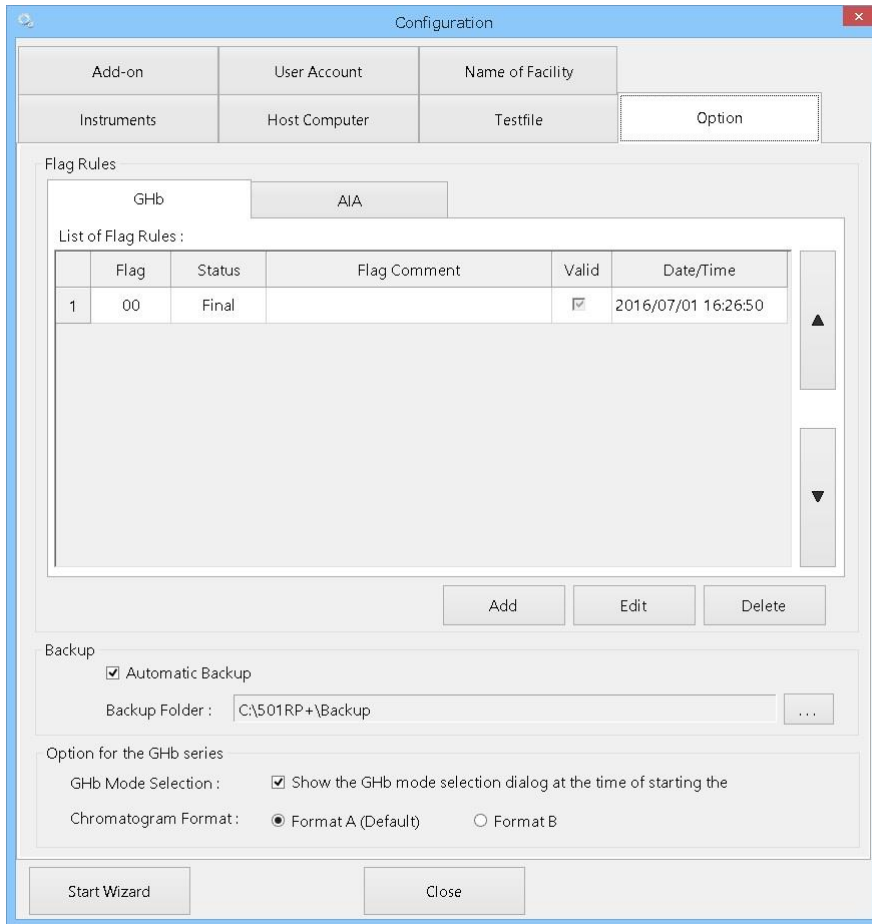 Configuration
Add-on User Account Name of Facility
Instruments Host Computer Testfile Option
Flag Rules
GHb AIA
List of Flag Rules :
Flag Status Flag Comment Valid Date/Time
1 00 Final 2016/07/01 16:26:50
Add Edit Delete
Backup
Automatic Backup
Backup Folder : C:\501RP+\Backup ...
Option for the GHb series
GHb Mode Selection : Show the GHb mode selection dialog at the time of starting the
Chromatogram Format : Format A (Default) Format B
Start Wizard Close